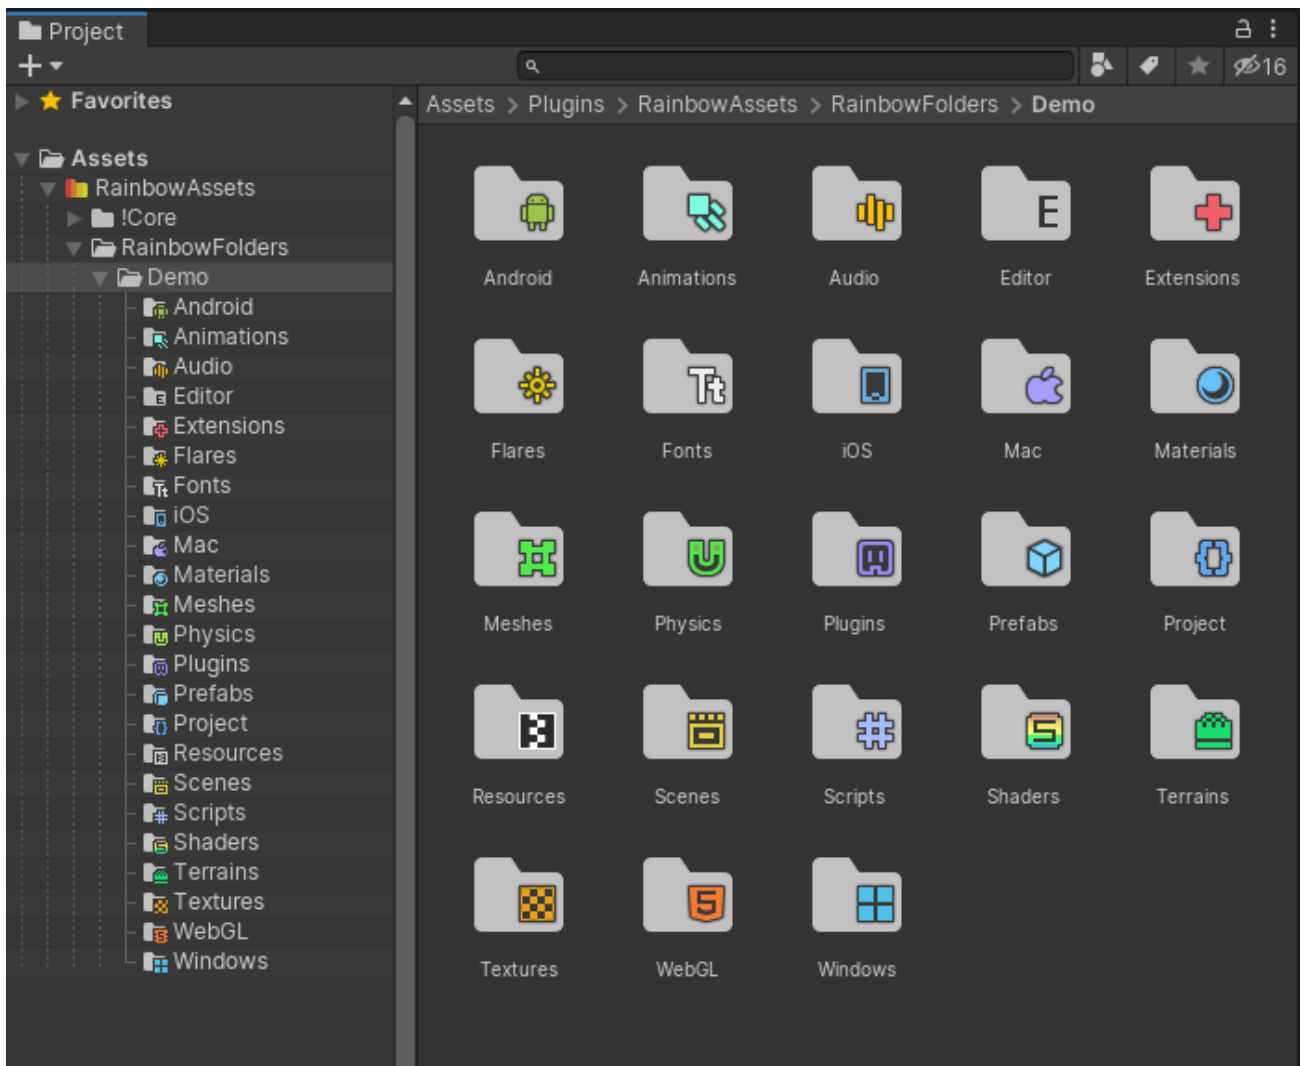 Project
16
Favorites
Assets
RainbowAssets
!Core
RainbowFolders
Demo
Android
Animations
Audio
Editor
Extensions
Flares
Fonts
iOS
Mac
Materials
Meshes
Physics
Plugins
Prefabs
Project
Resources
Scenes
Scripts
Shaders
Terrains
Textures
WebGL
Windows
Assets > Plugins > RainbowAssets > RainbowFolders > Demo
E
Android Animations Audio Editor Extensions
Tt
Flares Fonts iOS Mac Materials
Meshes Physics Plugins Prefabs Project
Resources Scenes Scripts Shaders Terrains
Textures WebGL Windows